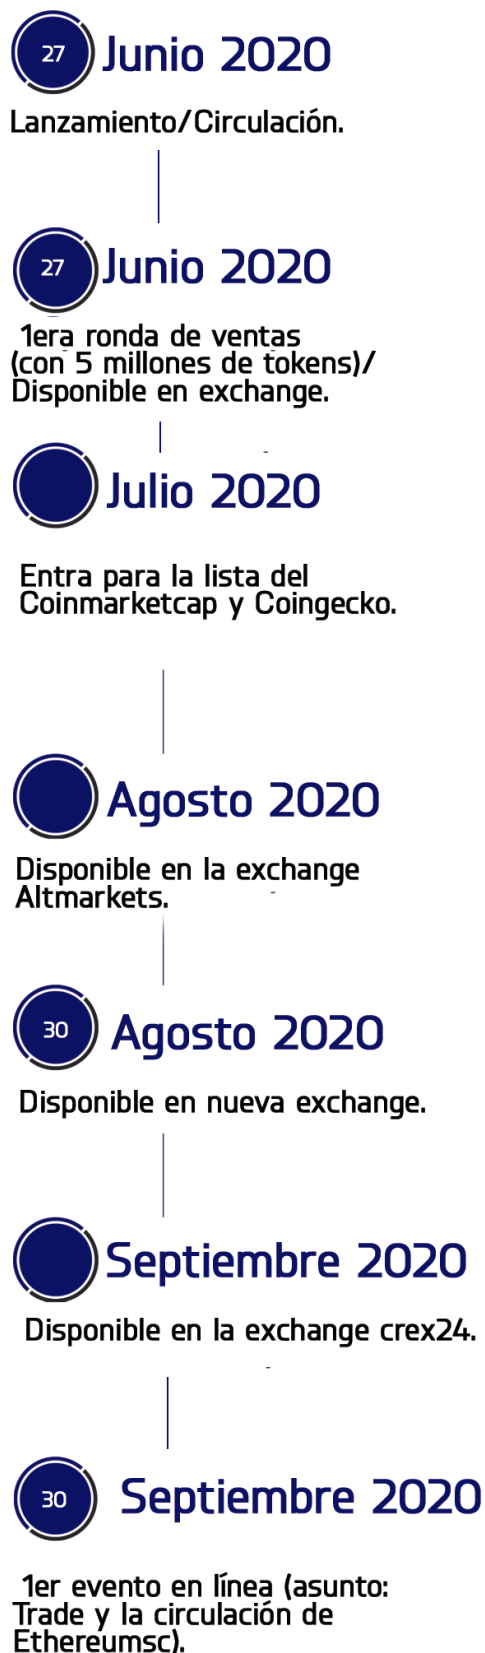 27 Junio 2020
Lanzamiento/Circulación.
27 Junio 2020
1era ronda de ventas
(con 5 millones de tokens)/
Disponible en exchange.
Julio 2020
Entra para la lista del
Coinmarketcap y Coingecko.
Agosto 2020
Disponible en la exchange
Altmarkets.
30 Agosto 2020
Disponible en nueva exchange.
Septiembre 2020
Disponible en la exchange crex24.
30 Septiembre 2020
1er evento en línea (asunto:
Trade y la circulación de
Ethereumsc).